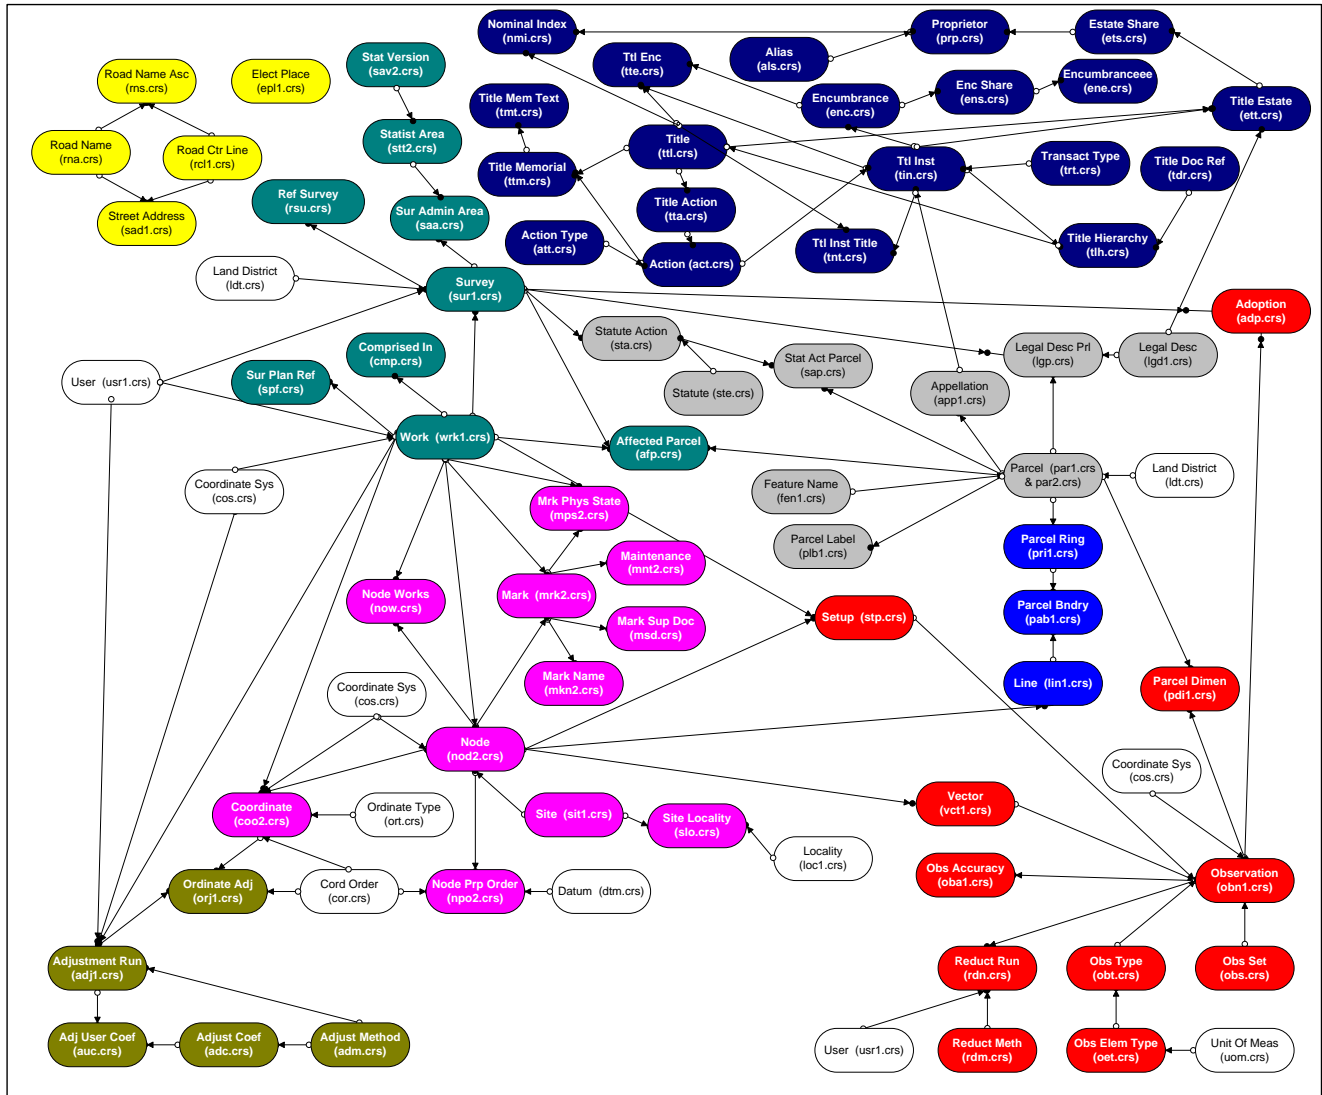 Nominal Index
(nmi.crs)
Proprietor
(prp.crs)
Estate Share
(ets.crs)
Stat Version
(sav2.crs)
Ttl Enc
(tte.crs)
Alias
(als.crs)
Road Name Asc
(rns.crs)
Elect Place
(epl1.crs)
Title Mem Text
(tmt.crs)
Encumbrance
(enc.crs)
Enc Share
(ens.crs)
Encumbranceee
(ene.crs)
Title Estate
(ett.crs)
Statist Area
(stt2.crs)
Road Name
(rna.crs)
Road Ctr Line
(rcl1.crs)
Title
(ttl.crs)
Title Memorial
(ttm.crs)
Ttl Inst
(tin.crs)
Transact Type
(trt.crs)
Title Doc Ref
(tdr.crs)
Ref Survey
(rsu.crs)
Street Address
(sad1.crs)
Sur Admin Area
(saa.crs)
Title Action
(tta.crs)
Action Type
(att.crs)
Action (act.crs)
Ttl Inst Title
(tnt.crs)
Title Hierarchy
(tlh.crs)
Land District
(ldt.crs)
Survey
(sur1.crs)
Adoption
(adp.crs)
Statute Action
(sta.crs)
Stat Act Parcel
(sap.crs)
Legal Desc Prl
(lgp.crs)
Legal Desc
(lgd1.crs)
Comprised In
(cmp.crs)
User (usr1.crs)
Sur Plan Ref
(spf.crs)
Statute (ste.crs)
Appellation
(app1.crs)
Work (wrk1.crs)
Affected Parcel
(afp.crs)
Coordinate Sys
(cos.crs)
Feature Name
(fen1.crs)
Parcel (par1.crs
& par2.crs)
Land District
(ldt.crs)
Mrk Phys State
(mps2.crs)
Parcel Label
(plb1.crs)
Parcel Ring
(pri1.crs)
Maintenance
(mnt2.crs)
Node Works
(now.crs)
Mark (mrk2.crs)
Setup (stp.crs)
Parcel Bndry
(pab1.crs)
Mark Sup Doc
(msd.crs)
Coordinate Sys
(cos.crs)
Mark Name
(mkn2.crs)
Line (lin1.crs)
Parcel Dimen
(pdi1.crs)
Node
(nod2.crs)
Coordinate Sys
(cos.crs)
Coordinate
(coo2.crs)
Ordinate Type
(ort.crs)
Site (sit1.crs)
Site Locality
(slo.crs)
Vector
(vct1.crs)
Locality
(loc1.crs)
Ordinate Adj
(orj1.crs)
Cord Order
(cor.crs)
Node Prp Order
(npo2.crs)
Datum (dtm.crs)
Obs Accuracy
(oba1.crs)
Observation
(obn1.crs)
Adjustment Run
(adj1.crs)
Reduct Run
(rdn.crs)
Obs Type
(obt.crs)
Obs Set
(obs.crs)
Adj User Coef
(auc.crs)
Adjust Coef
(adc.crs)
Adjust Method
(adm.crs)
User (usr1.crs)
Reduct Meth
(rdm.crs)
Obs Elem Type
(oet.crs)
Unit Of Meas
(uom.crs)